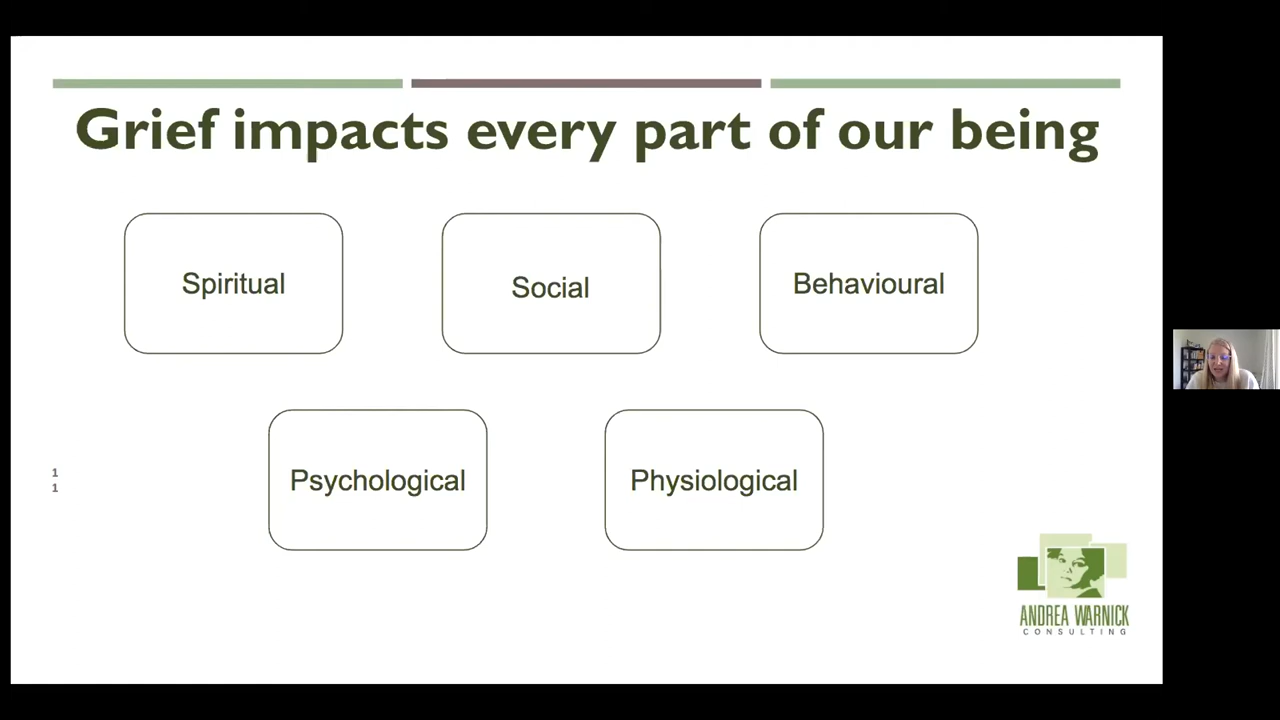 Grief impacts every part of our being
Spiritual
Social
Behavioural
Psychological
Physiological
1
1
ANDREA WARNICK
CONSULTING